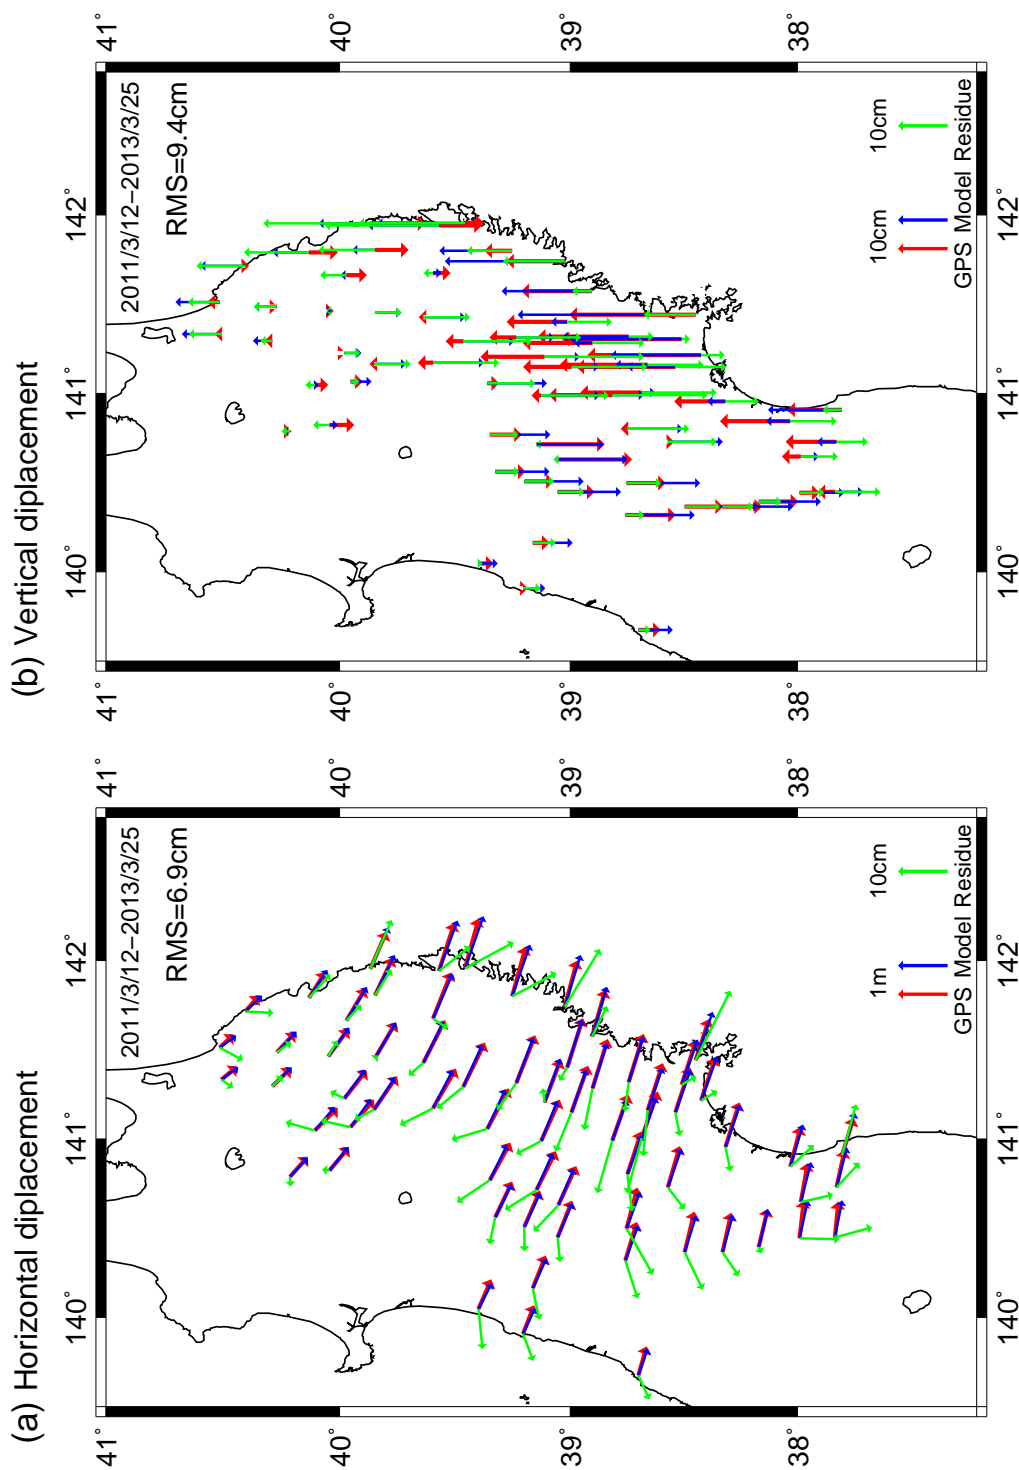 (a) Horizontal diplacement
140˚ 141˚ 142˚
41˚ 41˚
2011/3/12−2013/3/25
RMS=6.9cm
40˚ 40˚
39˚ 39˚
38˚ 38˚
1m 10cm
GPS Model Residue
140˚ 141˚ 142˚
(b) Vertical diplacement
140˚ 141˚ 142˚
41˚ 41˚
2011/3/12−2013/3/25
RMS=9.4cm
40˚ 40˚
39˚ 39˚
38˚ 38˚
10cm 10cm
GPS Model Residue
140˚ 141˚ 142˚